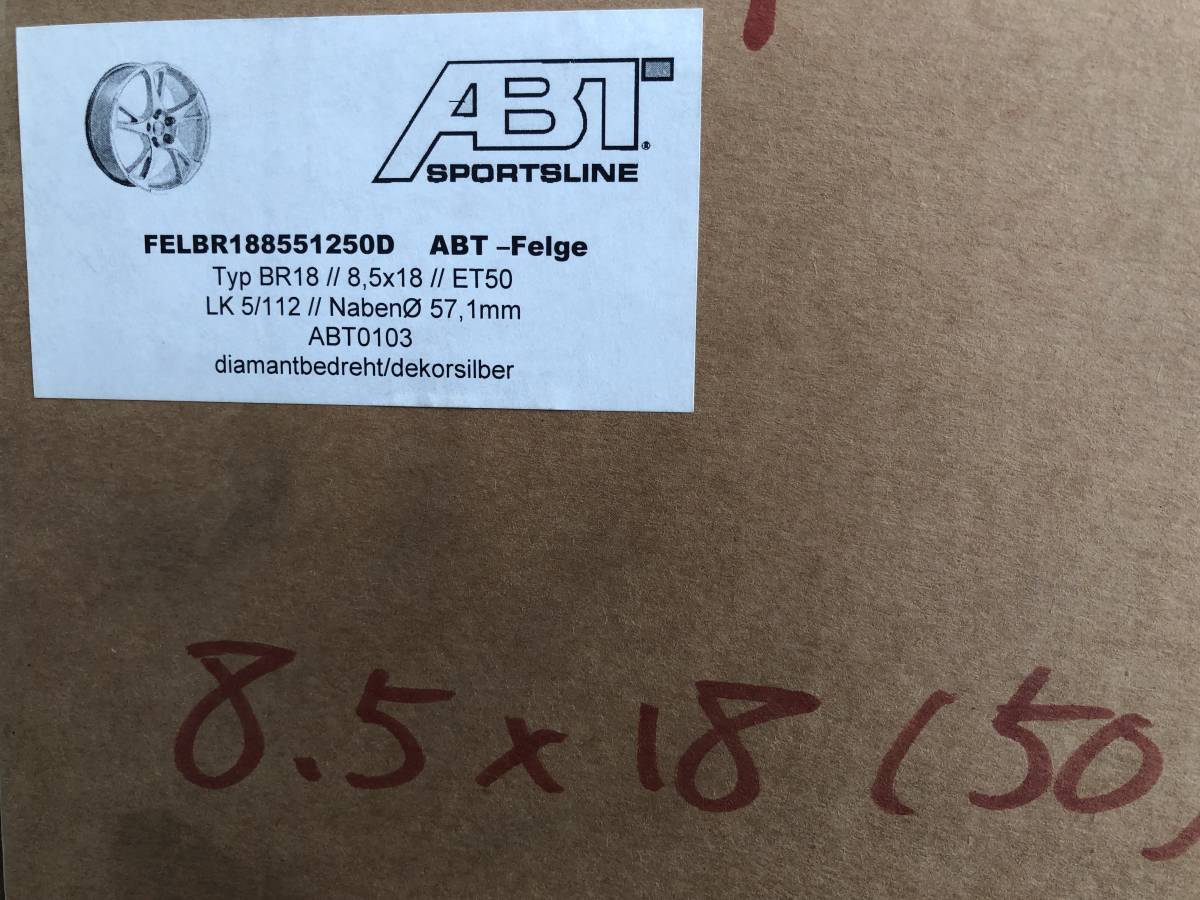 ABT
SPORTSLINE
FELBR188551250D ABT –Felge
Typ BR18 // 8,5x18 // ET50
LK 5/112 // NabenØ 57,1mm
ABT0103
diamantbedreht/dekorsilber
8.5 x 18 (50)